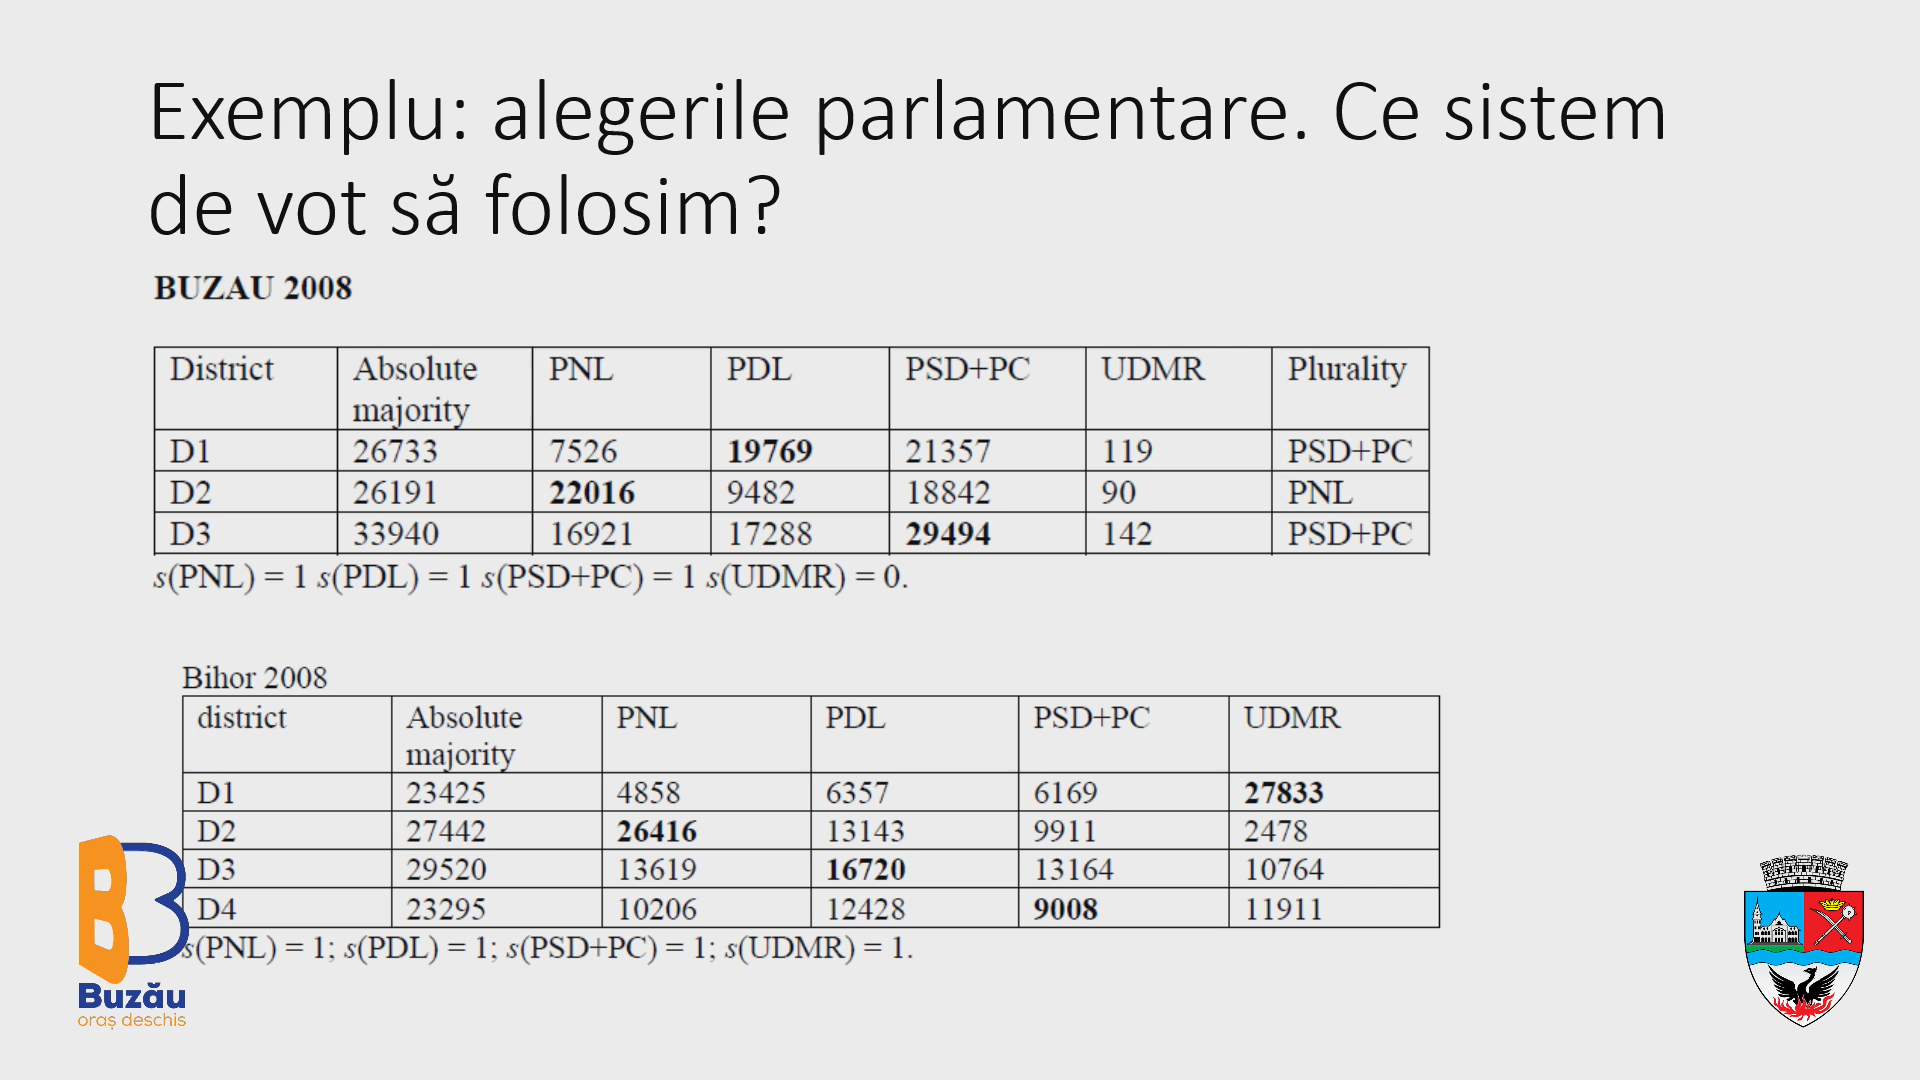 Exemplu: alegerile parlamentare. Ce sistem
de vot să folosim?
BUZAU 2008
District Absolute majority PNL PDL PSD+PC UDMR Plurality
D1 26733 7526 19769 21357 119 PSD+PC
D2 26191 22016 9482 18842 90 PNL
D3 33940 16921 17288 29494 142 PSD+PC
s(PNL) = 1 s(PDL) = 1 s(PSD+PC) = 1 s(UDMR) = 0.
Bihor 2008
district Absolute majority PNL PDL PSD+PC UDMR
D1 23425 4858 6357 6169 27833
D2 27442 26416 13143 9911 2478
D3 29520 13619 16720 13164 10764
D4 23295 10206 12428 9008 11911
s(PNL) = 1; s(PDL) = 1; s(PSD+PC) = 1; s(UDMR) = 1.
Buzău
oraș deschis